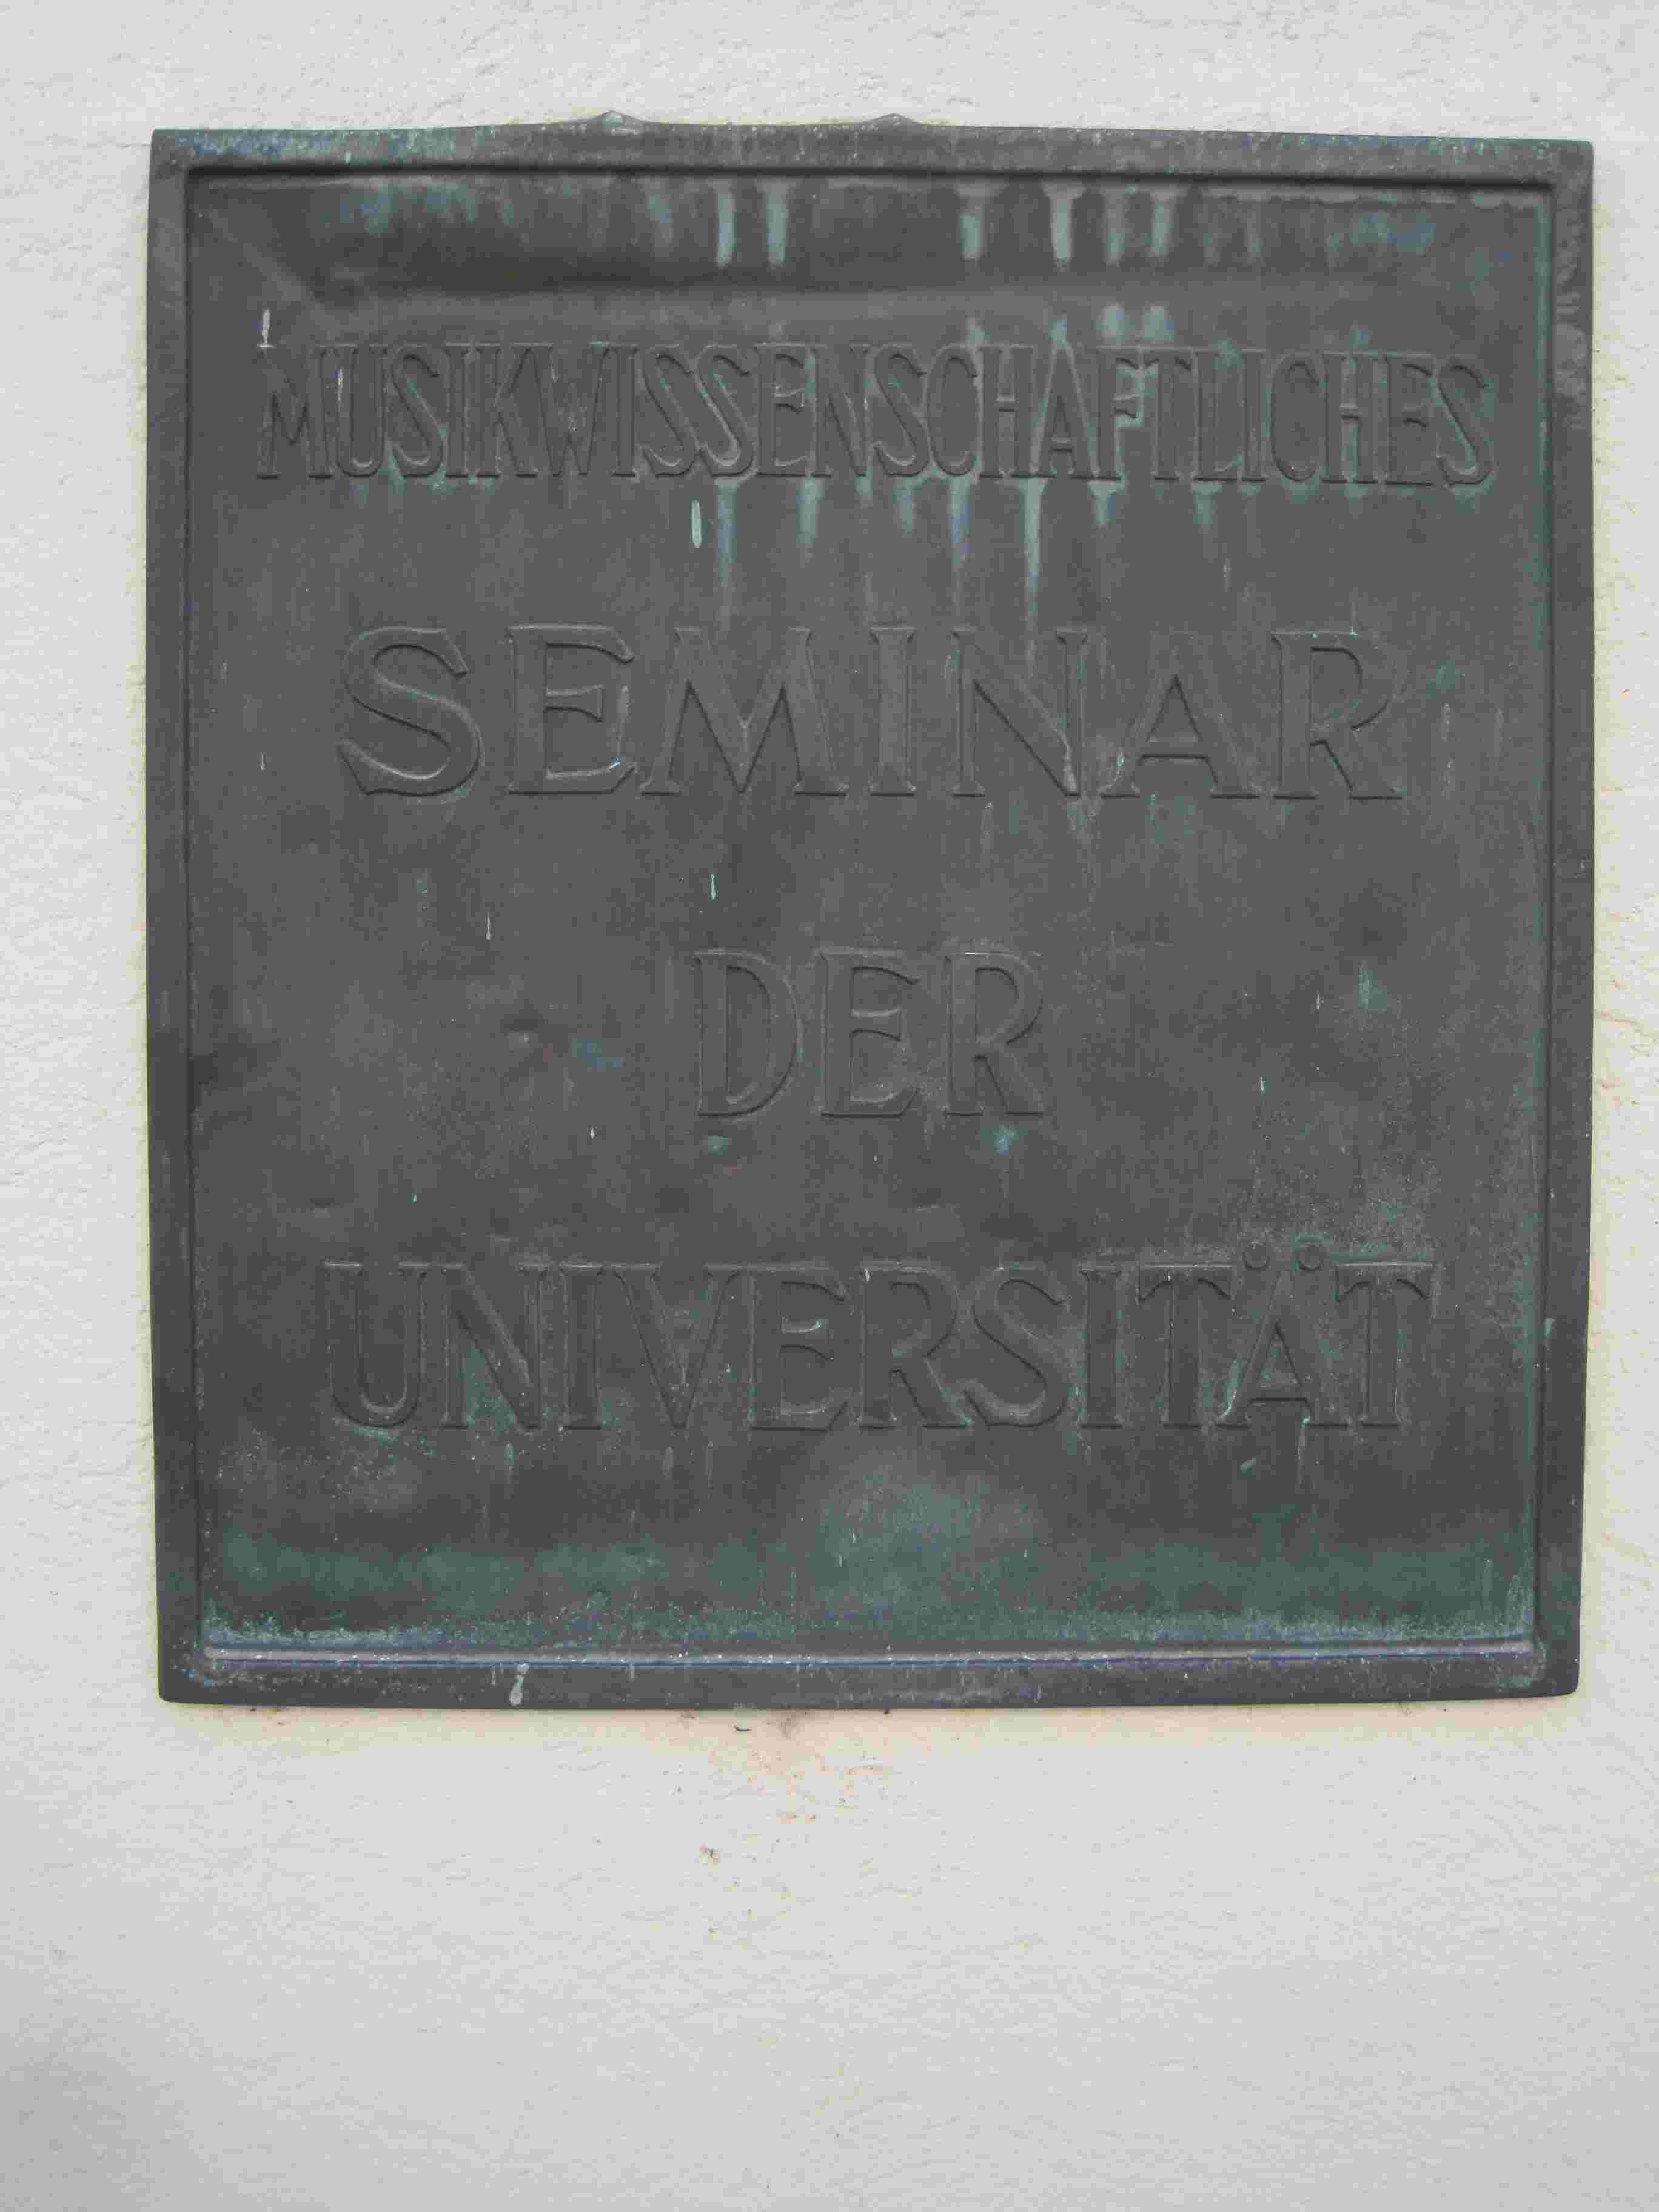 MUSIKWISSENSCHAFTLICHES
SEMINAR
DER
UNIVERSITÄT